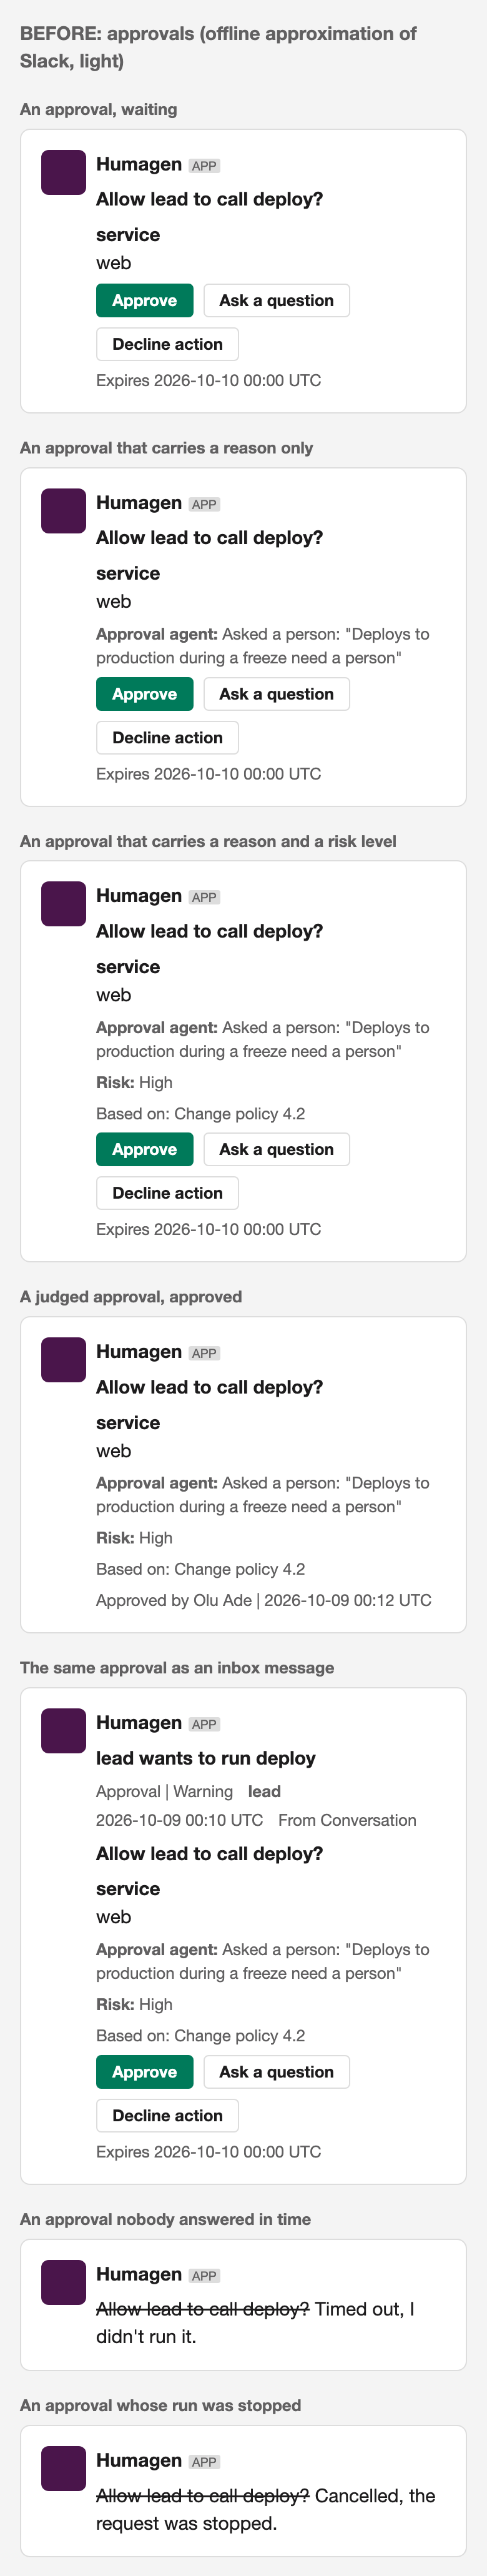 BEFORE: approvals (offline approximation of
Slack, light)
An approval, waiting
Humagen APP
Allow lead to call deploy?
service
web
Approve Ask a question
Decline action
Expires 2026-10-10 00:00 UTC
An approval that carries a reason only
Humagen APP
Allow lead to call deploy?
service
web
Approval agent: Asked a person: "Deploys to
production during a freeze need a person"
Approve Ask a question
Decline action
Expires 2026-10-10 00:00 UTC
An approval that carries a reason and a risk level
Humagen APP
Allow lead to call deploy?
service
web
Approval agent: Asked a person: "Deploys to
production during a freeze need a person"
Risk: High
Based on: Change policy 4.2
Approve Ask a question
Decline action
Expires 2026-10-10 00:00 UTC
A judged approval, approved
Humagen APP
Allow lead to call deploy?
service
web
Approval agent: Asked a person: "Deploys to
production during a freeze need a person"
Risk: High
Based on: Change policy 4.2
Approved by Olu Ade | 2026-10-09 00:12 UTC
The same approval as an inbox message
Humagen APP
lead wants to run deploy
Approval | Warning lead
2026-10-09 00:10 UTC From Conversation
Allow lead to call deploy?
service
web
Approval agent: Asked a person: "Deploys to
production during a freeze need a person"
Risk: High
Based on: Change policy 4.2
Approve Ask a question
Decline action
Expires 2026-10-10 00:00 UTC
An approval nobody answered in time
Humagen APP
Allow lead to call deploy? Timed out, I
didn't run it.
An approval whose run was stopped
Humagen APP
Allow lead to call deploy? Cancelled, the
request was stopped.